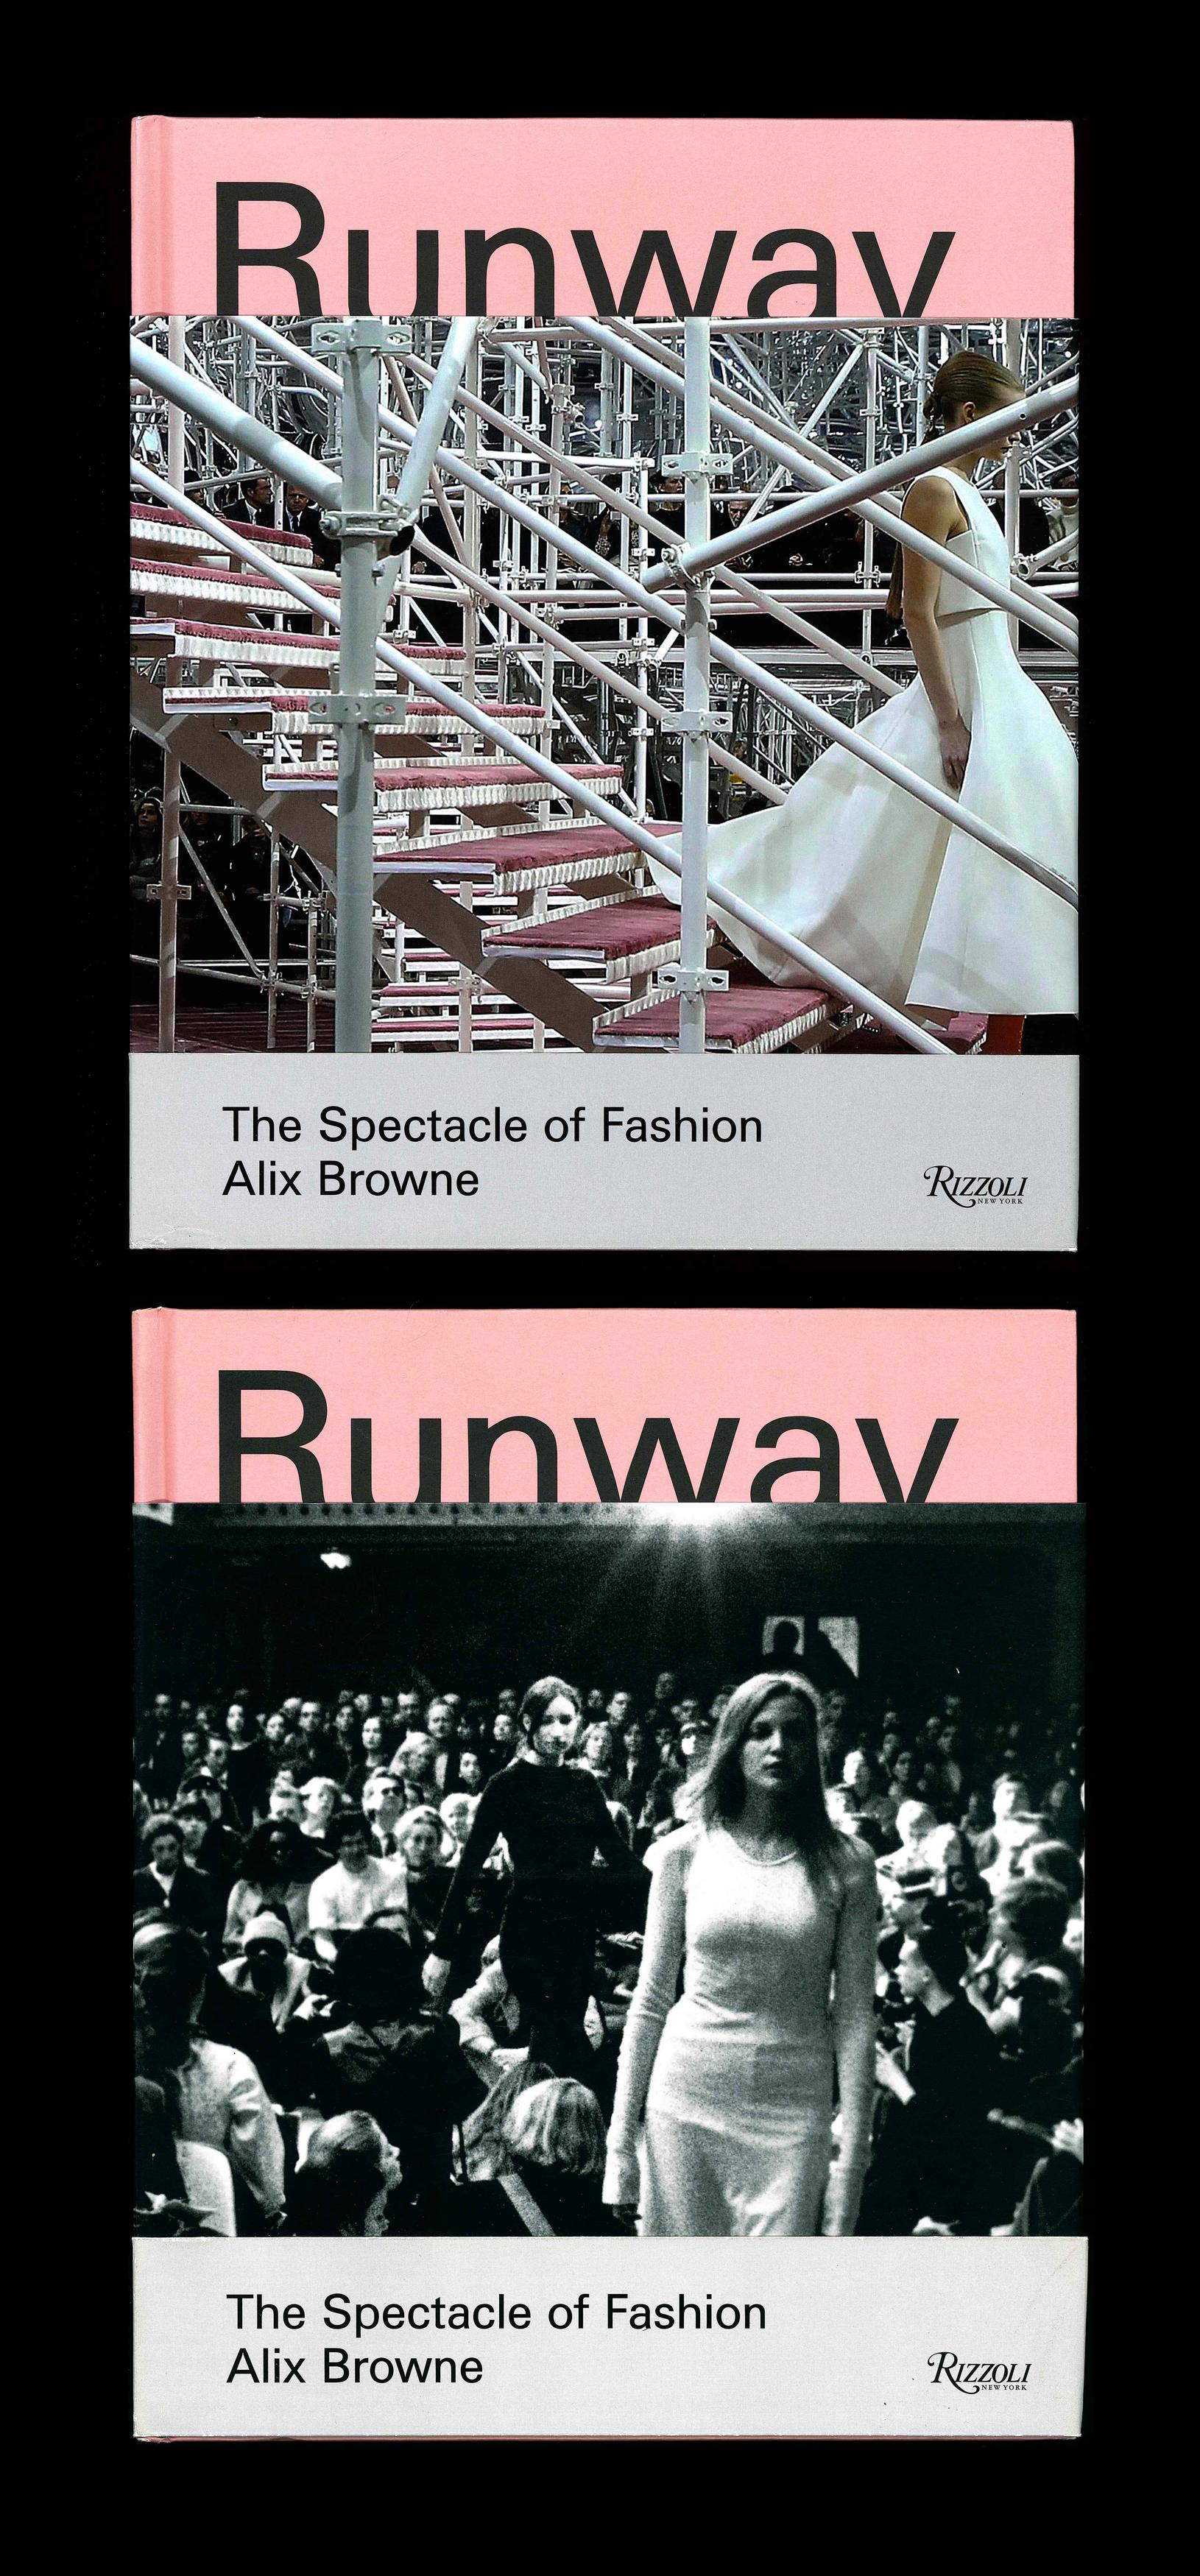 Runway
The Spectacle of Fashion
Alix Browne
RIZZOLI
NEW YORK
Runway
The Spectacle of Fashion
Alix Browne
RIZZOLI
NEW YORK